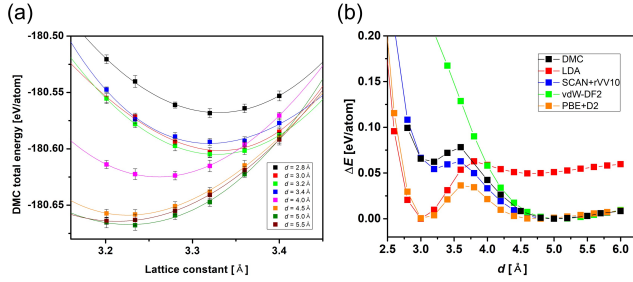 (a)
-180.50
-180.55
-180.60
-180.65
DMC total energy [eV/atom]
3.2
3.3
3.4
Lattice constant [Å]
d = 2.8 Å
d = 3.0 Å
d = 3.2 Å
d = 3.4 Å
d = 4.0 Å
d = 4.5 Å
d = 5.0 Å
d = 5.5 Å
(b)
0.20
0.15
0.10
0.05
0.00
ΔE [eV/atom]
2.5 3.0 3.5 4.0 4.5 5.0 5.5 6.0
d [Å]
DMC
LDA
SCAN+rVV10
vdW-DF2
PBE+D2